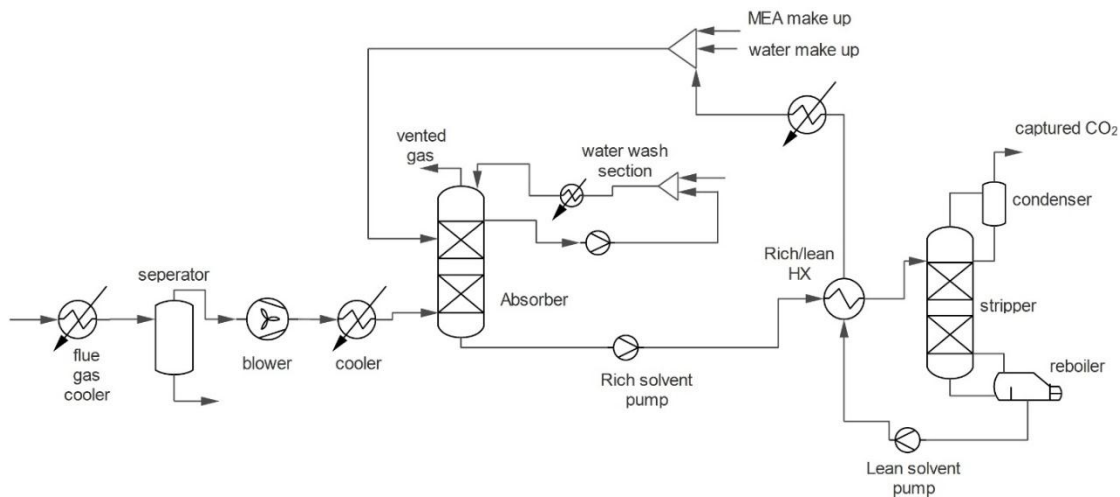 MEA make up
water make up
captured CO₂
vented
gas
water wash
section
condenser
Rich/lean
HX
seperator
Absorber
stripper
flue
gas
cooler
blower
cooler
Rich solvent
pump
reboiler
Lean solvent
pump